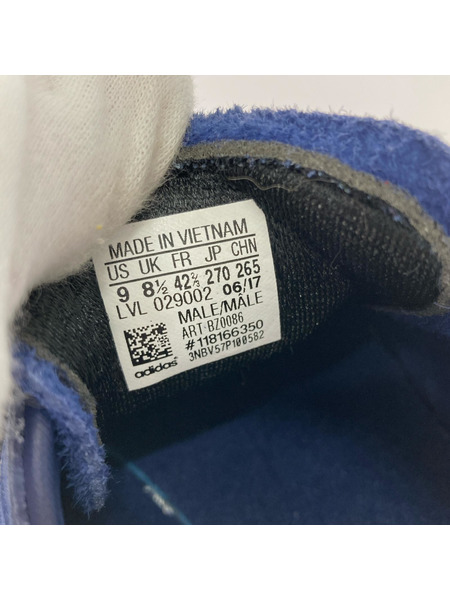 MADE IN VIETNAM
US UK FR JP CHN
9 8½ 42⅔ 270 265
LVL 029002 06/17
MALE/MÂLE
ART-BZ0086
#118166350
3NBV57P100582
adidas